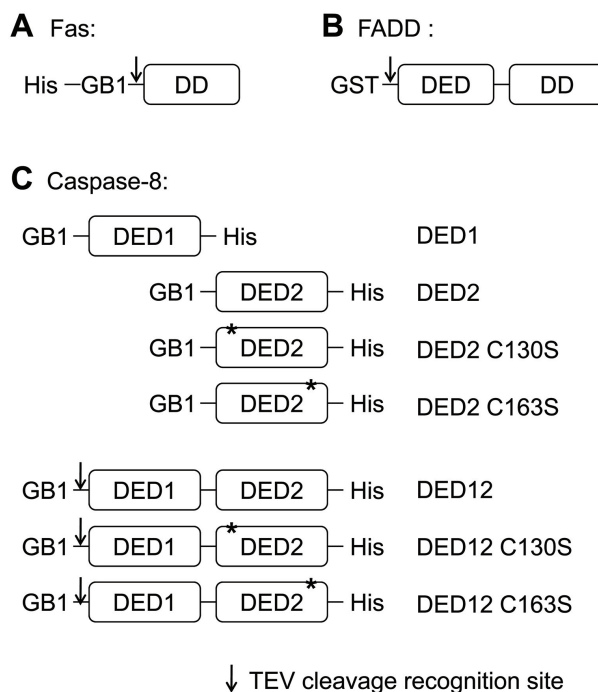 A Fas:
His GB1 DD
B FADD :
GST DED DD
C Caspase-8:
GB1 DED1 His DED1
GB1 DED2 His DED2
GB1 * DED2 His DED2 C130S
GB1 DED2 * His DED2 C163S
GB1 DED1 DED2 His DED12
GB1 DED1 * DED2 His DED12 C130S
GB1 DED1 DED2 * His DED12 C163S
TEV cleavage recognition site